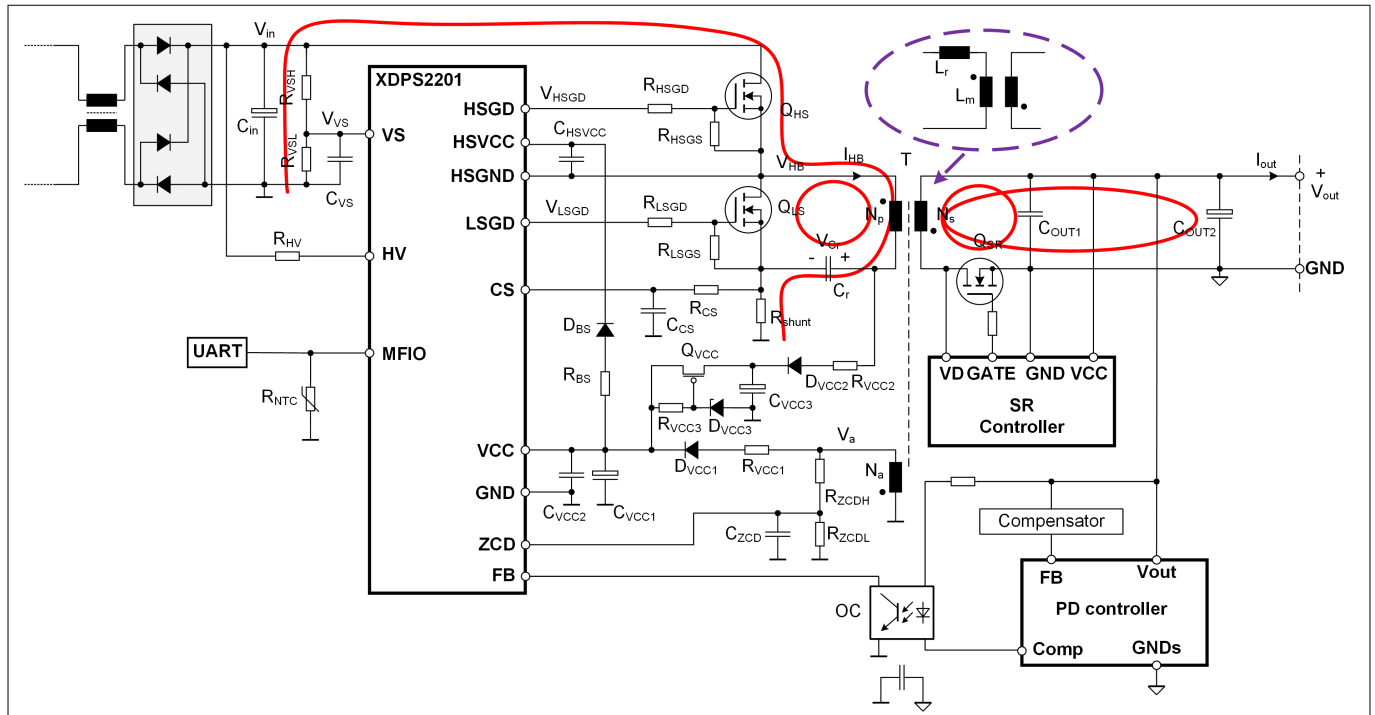 Vin
XDPS2201
Lr
Lm
RVSH
Cin
VVS
VS
RVSL
CVS
HSGD
VHSGD
RHSGD
QHS
RHSGS
HSVCC
CHSVCC
HSGND
VHB
IHB
T
Iout
+
Vout
LSGD
VLSGD
RLSGD
QLS
RLSGS
Np
Ns
COUT1
COUT2
VCr
- +
Cr
QSR
GND
RHV
HV
CS
RCS
CCS
Rshunt
UART
MFIO
RNTC
DBS
RBS
QVCC
DVCC2
RVCC2
CVCC3
RVCC3
DVCC3
VD GATE GND VCC
SR
Controller
VCC
DVCC1
RVCC1
Va
Na
GND
CVCC2
CVCC1
RZCDH
ZCD
CZCD
RZCDL
FB
OC
Compensator
FB
Vout
PD controller
Comp
GNDs